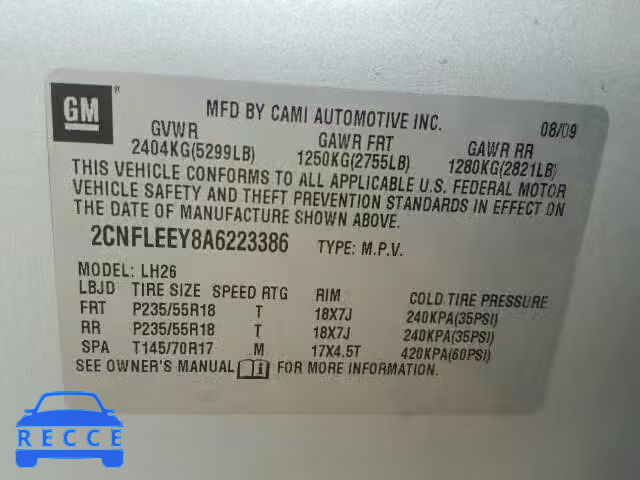 GM
MFD BY CAMI AUTOMOTIVE INC. 08/09
GVWR GAWR FRT GAWR RR
2404KG(5299LB) 1250KG(2755LB) 1280KG(2821LB)
THIS VEHICLE CONFORMS TO ALL APPLICABLE U.S. FEDERAL MOTOR
VEHICLE SAFETY AND THEFT PREVENTION STANDARDS IN EFFECT ON
THE DATE OF MANUFACTURE SHOWN ABOVE.
2CNFLEEY8A6223386 TYPE: M.P.V.
MODEL: LH26
LBJD TIRE SIZE SPEED RTG RIM COLD TIRE PRESSURE
FRT P235/55R18 T 18X7J 240KPA(35PSI)
RR P235/55R18 T 18X7J 240KPA(35PSI)
SPA T145/70R17 M 17X4.5T 420KPA(60PSI)
SEE OWNER'S MANUAL FOR MORE INFORMATION.
RECCE